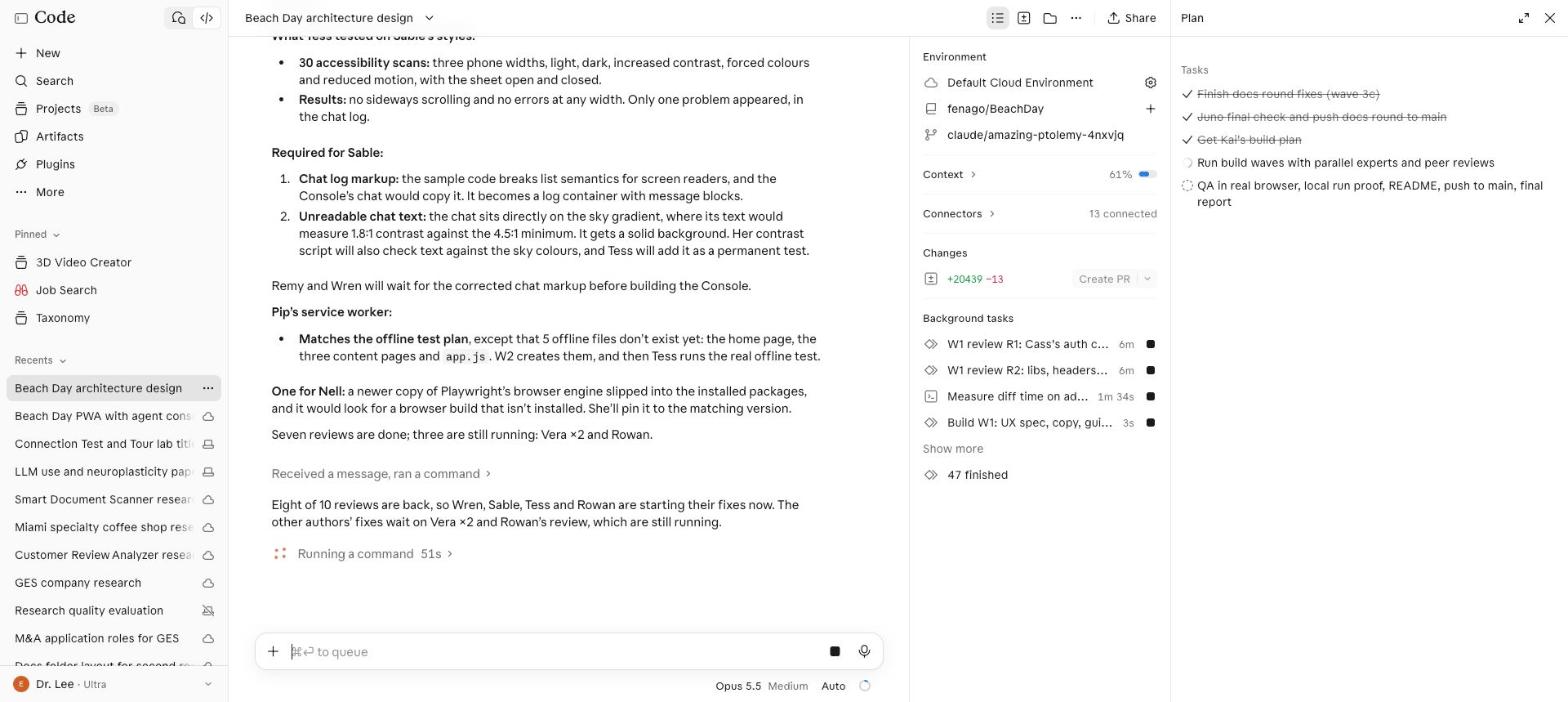 Code
New
Search
Projects Beta
Artifacts
Plugins
More
Pinned
3D Video Creator
Job Search
Taxonomy
Recents
Beach Day architecture design
Beach Day PWA with agent cons
Connection Test and Tour lab titl
LLM use and neuroplasticity pap
Smart Document Scanner resear
Miami specialty coffee shop rese
Customer Review Analyzer resea
GES company research
Research quality evaluation
M&A application roles for GES
Docs folder layout for second re
E Dr. Lee · Ultra
Beach Day architecture design
Share
What Tess tested on Sable's styles:
• 30 accessibility scans: three phone widths, light, dark, increased contrast, forced colours
and reduced motion, with the sheet open and closed.
• Results: no sideways scrolling and no errors at any width. Only one problem appeared, in
the chat log.
Required for Sable:
1. Chat log markup: the sample code breaks list semantics for screen readers, and the
Console's chat would copy it. It becomes a log container with message blocks.
2. Unreadable chat text: the chat sits directly on the sky gradient, where its text would
measure 1.8:1 contrast against the 4.5:1 minimum. It gets a solid background. Her contrast
script will also check text against the sky colours, and Tess will add it as a permanent test.
Remy and Wren will wait for the corrected chat markup before building the Console.
Pip's service worker:
• Matches the offline test plan, except that 5 offline files don't exist yet: the home page, the
three content pages and app.js. W2 creates them, and then Tess runs the real offline test.
One for Nell: a newer copy of Playwright's browser engine slipped into the installed packages,
and it would look for a browser build that isn't installed. She'll pin it to the matching version.
Seven reviews are done; three are still running: Vera ×2 and Rowan.
Received a message, ran a command >
Eight of 10 reviews are back, so Wren, Sable, Tess and Rowan are starting their fixes now. The
other authors' fixes wait on Vera ×2 and Rowan's review, which are still running.
Running a command 51s >
⌘⏎ to queue
Opus 5.5 Medium Auto
Environment
Default Cloud Environment
fenago/BeachDay
claude/amazing-ptolemy-4nxvjq
Context > 61%
Connectors > 13 connected
Changes
+20439 −13 Create PR
Background tasks
W1 review R1: Cass's auth c... 6m
W1 review R2: libs, headers... 6m
Measure diff time on ad... 1m 34s
Build W1: UX spec, copy, gui... 3s
Show more
47 finished
Plan
Tasks
Finish docs round fixes (wave 3c)
Juno final check and push docs round to main
Get Kai's build plan
Run build waves with parallel experts and peer reviews
QA in real browser, local run proof, README, push to main, final
report